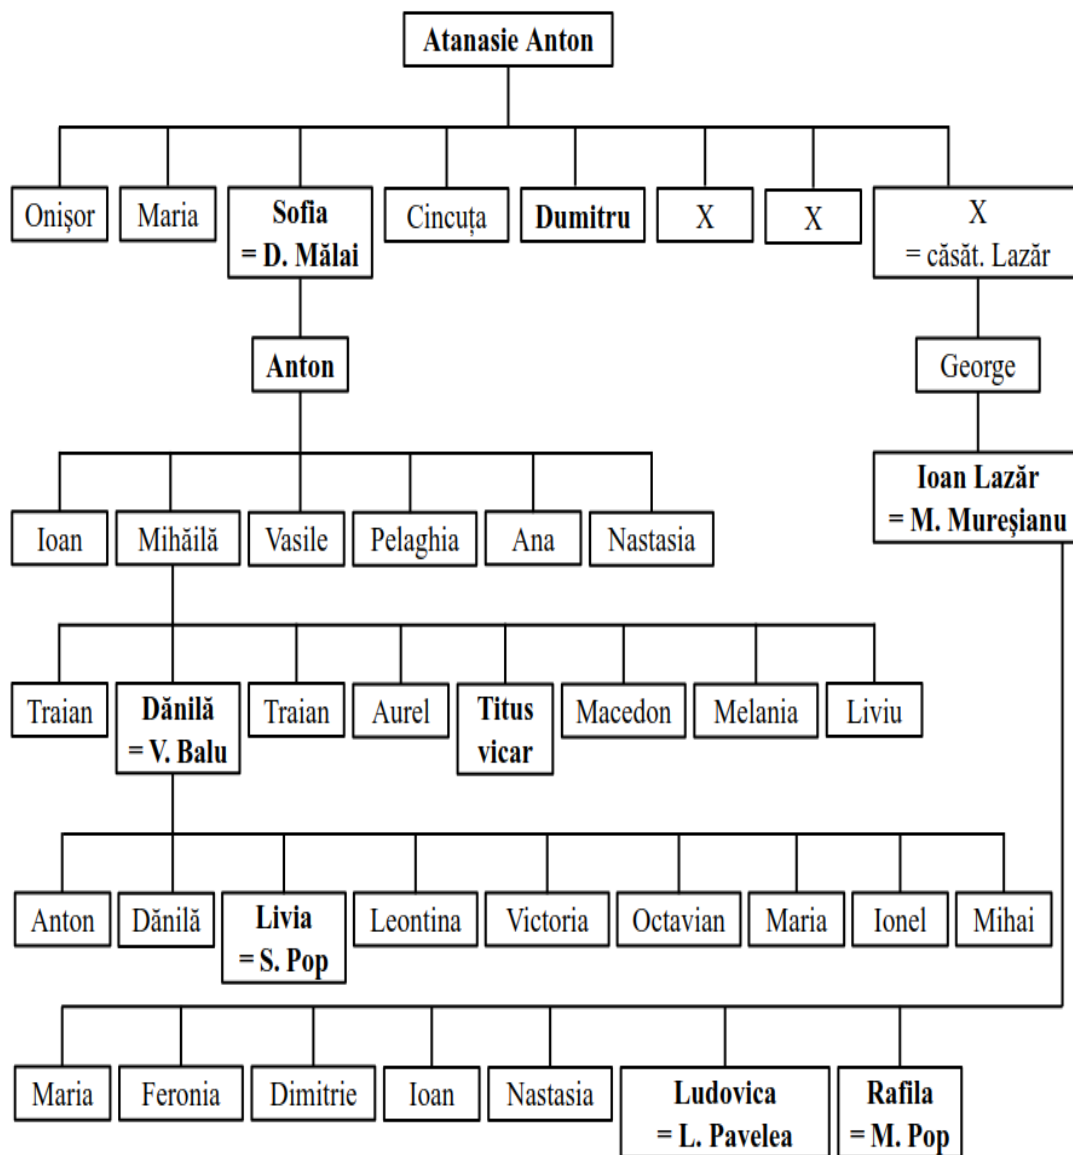 Atanasie Anton
Onişor
Maria
Sofia
= D. Mălai
Cincuța
Dumitru
X
X
X
= căsăt. Lazăr
Anton
George
Ioan
Mihăilă
Vasile
Pelaghia
Ana
Nastasia
Ioan Lazăr
= M. Mureşianu
Traian
Dănilă
= V. Balu
Traian
Aurel
Titus
vicar
Macedon
Melania
Liviu
Anton
Dănilă
Livia
= S. Pop
Leontina
Victoria
Octavian
Maria
Ionel
Mihai
Maria
Feronia
Dimitrie
Ioan
Nastasia
Ludovica
= L. Pavelea
Rafila
= M. Pop